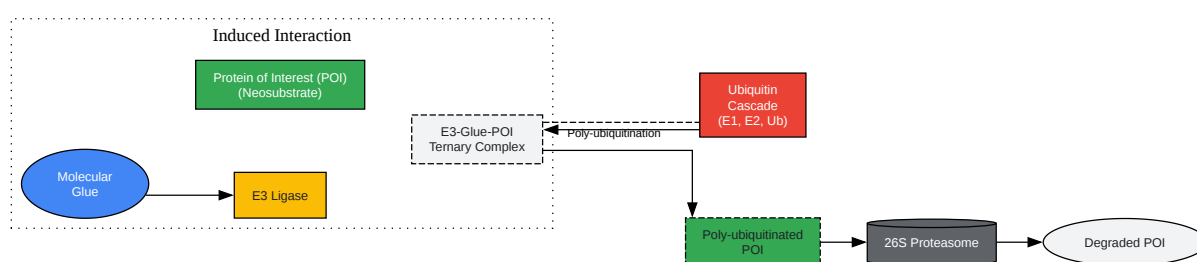 Induced Interaction
Protein of Interest (POI)
(Neosubstrate)
Ubiquitin
Cascade
(E1, E2, Ub)
E3-Glue-POI
Ternary Complex
Poly-ubiquitination
Molecular
Glue
E3 Ligase
Poly-ubiquitinated
POI
26S Proteasome
Degraded POI